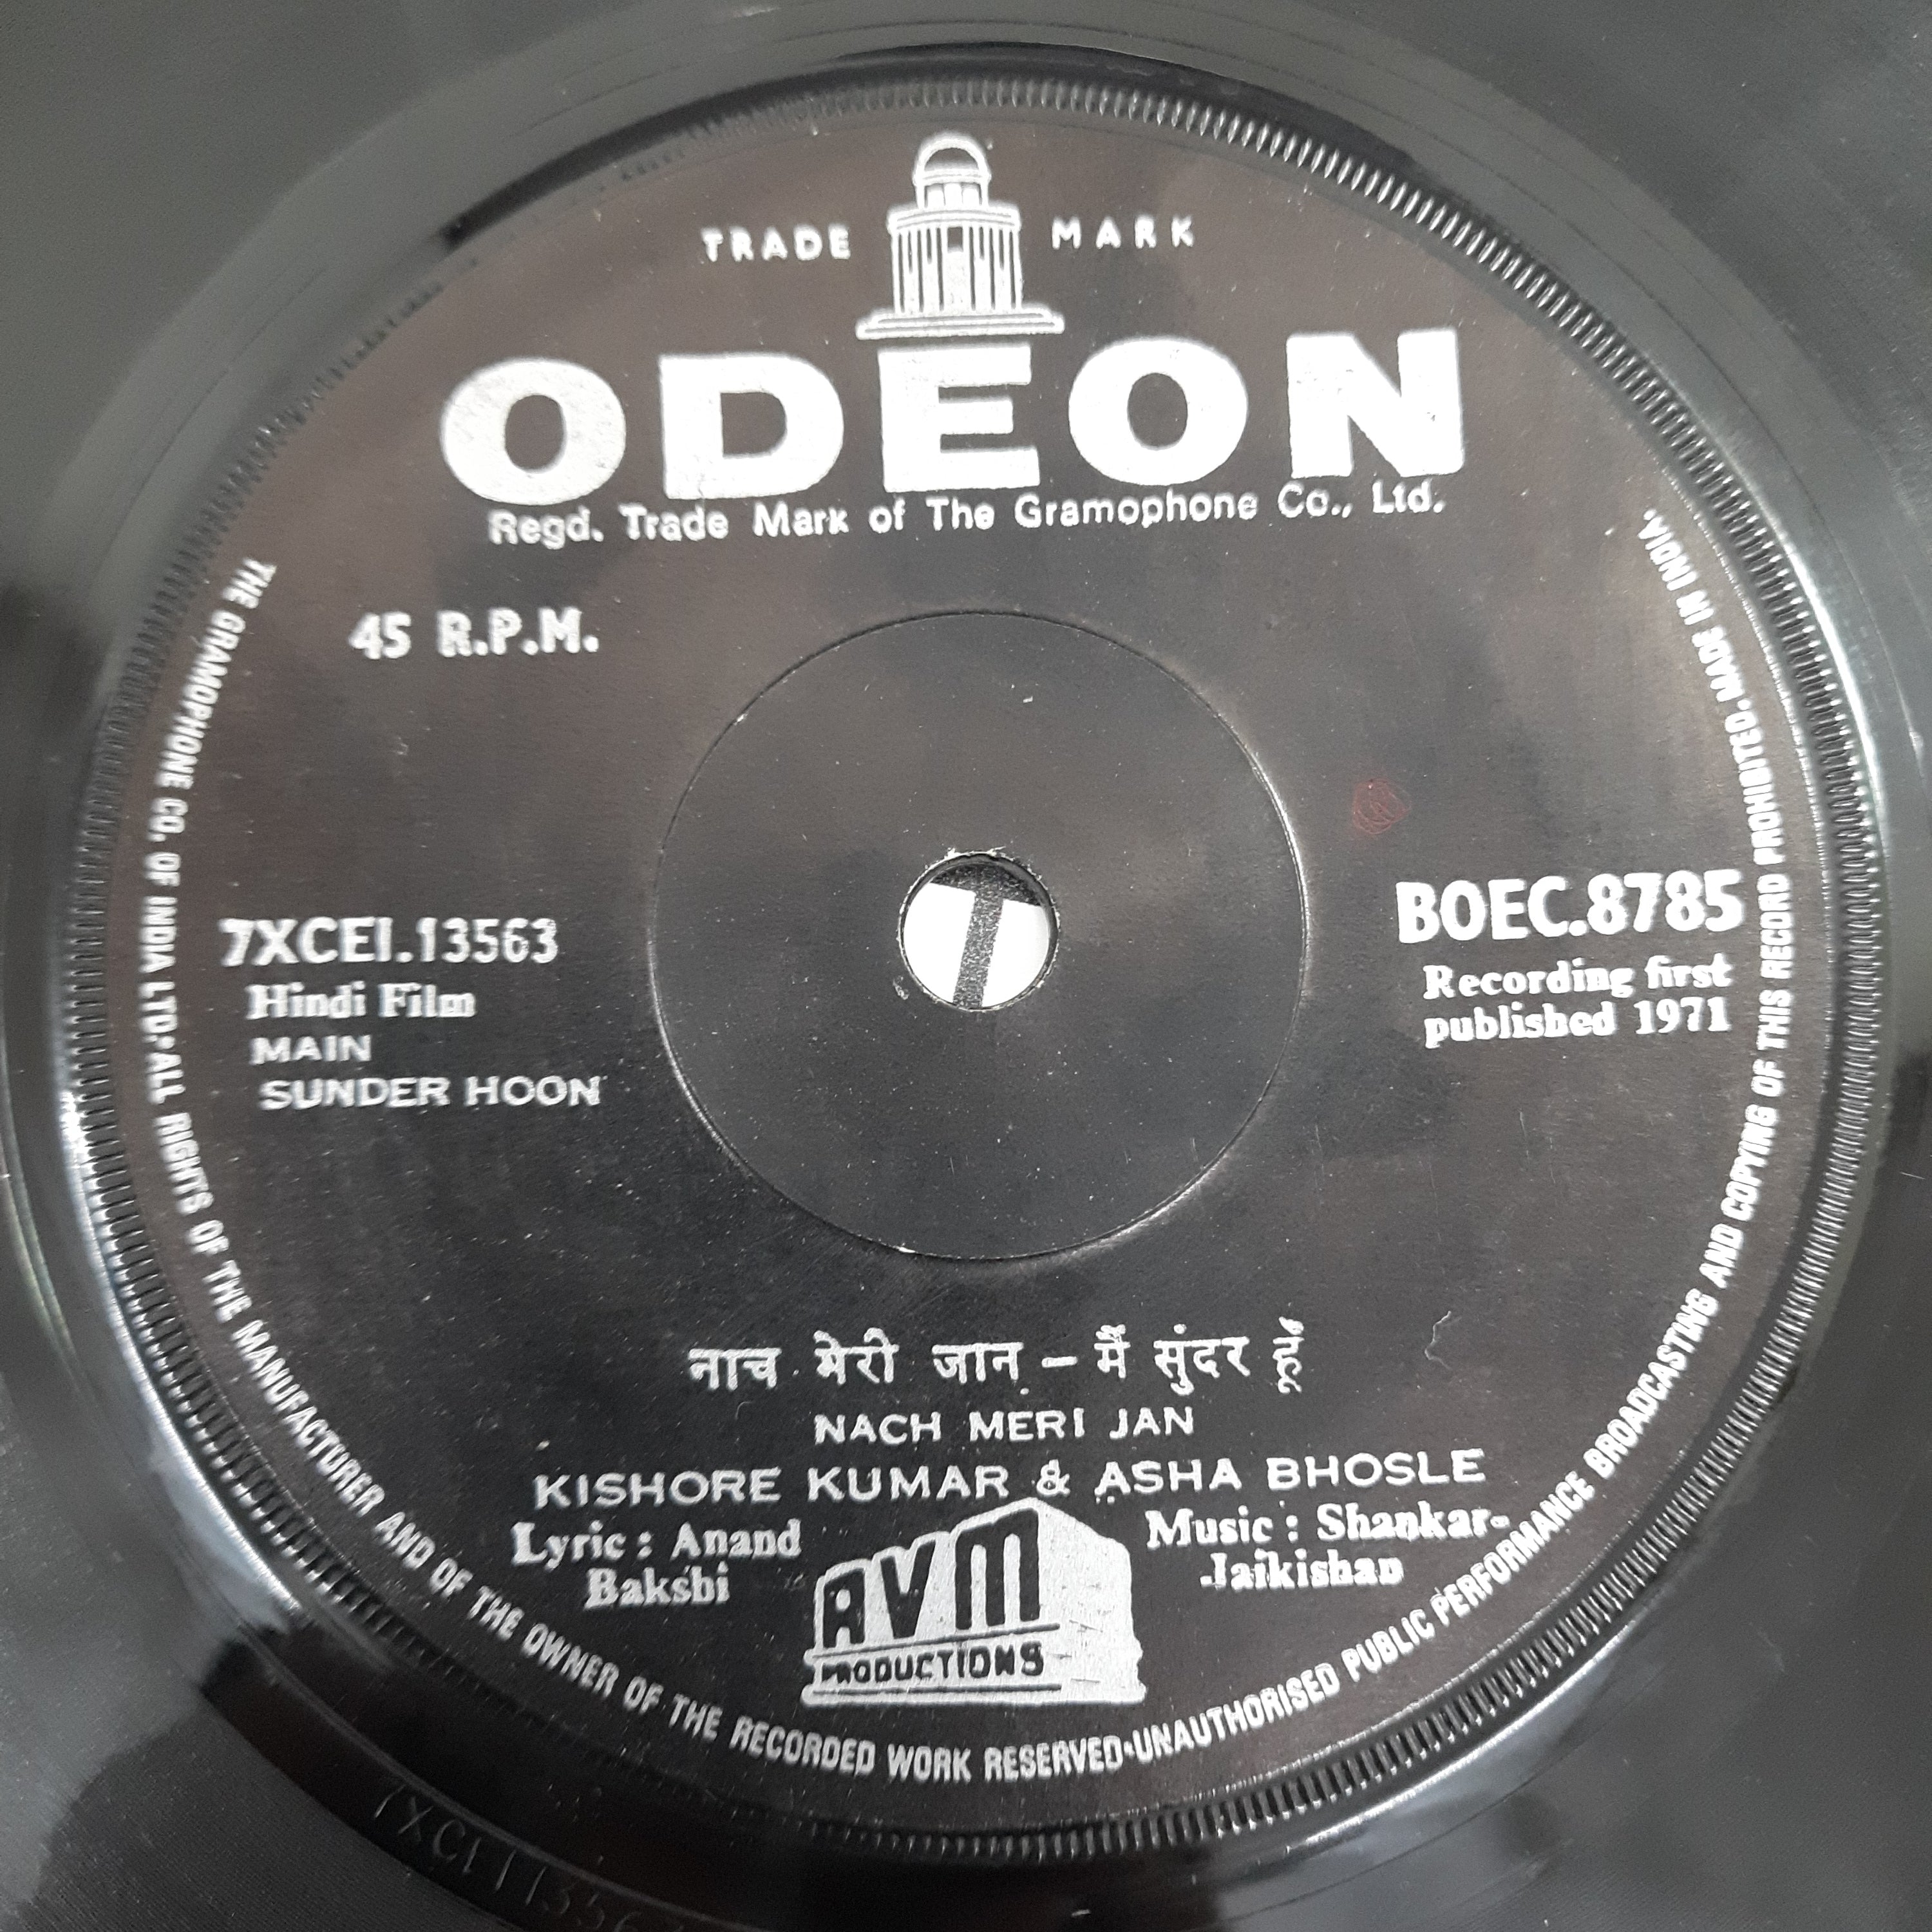 TRADE MARK
ODEON
Regd. Trade Mark of The Gramophone Co., Ltd.
45 R.P.M.
7XCEI.13563
Hindi Film
MAIN
SUNDER HOON
BOEC.8785
Recording first
published 1971
नाच मेरी जान – मैं सुंदर हूँ
NACH MERI JAN
KISHORE KUMAR & ASHA BHOSLE
Lyric : Anand
Bakshi
Music : Shankar-
Jaikishan
AVM
PRODUCTIONS
THE GRAMOPHONE CO. OF INDIA LTD·ALL RIGHTS OF THE MANUFACTURER AND OF THE OWNER OF THE RECORDED WORK RESERVED·UNAUTHORISED PUBLIC PERFORMANCE BROADCASTING AND COPYING OF THIS RECORD PROHIBITED. MADE IN INDIA.